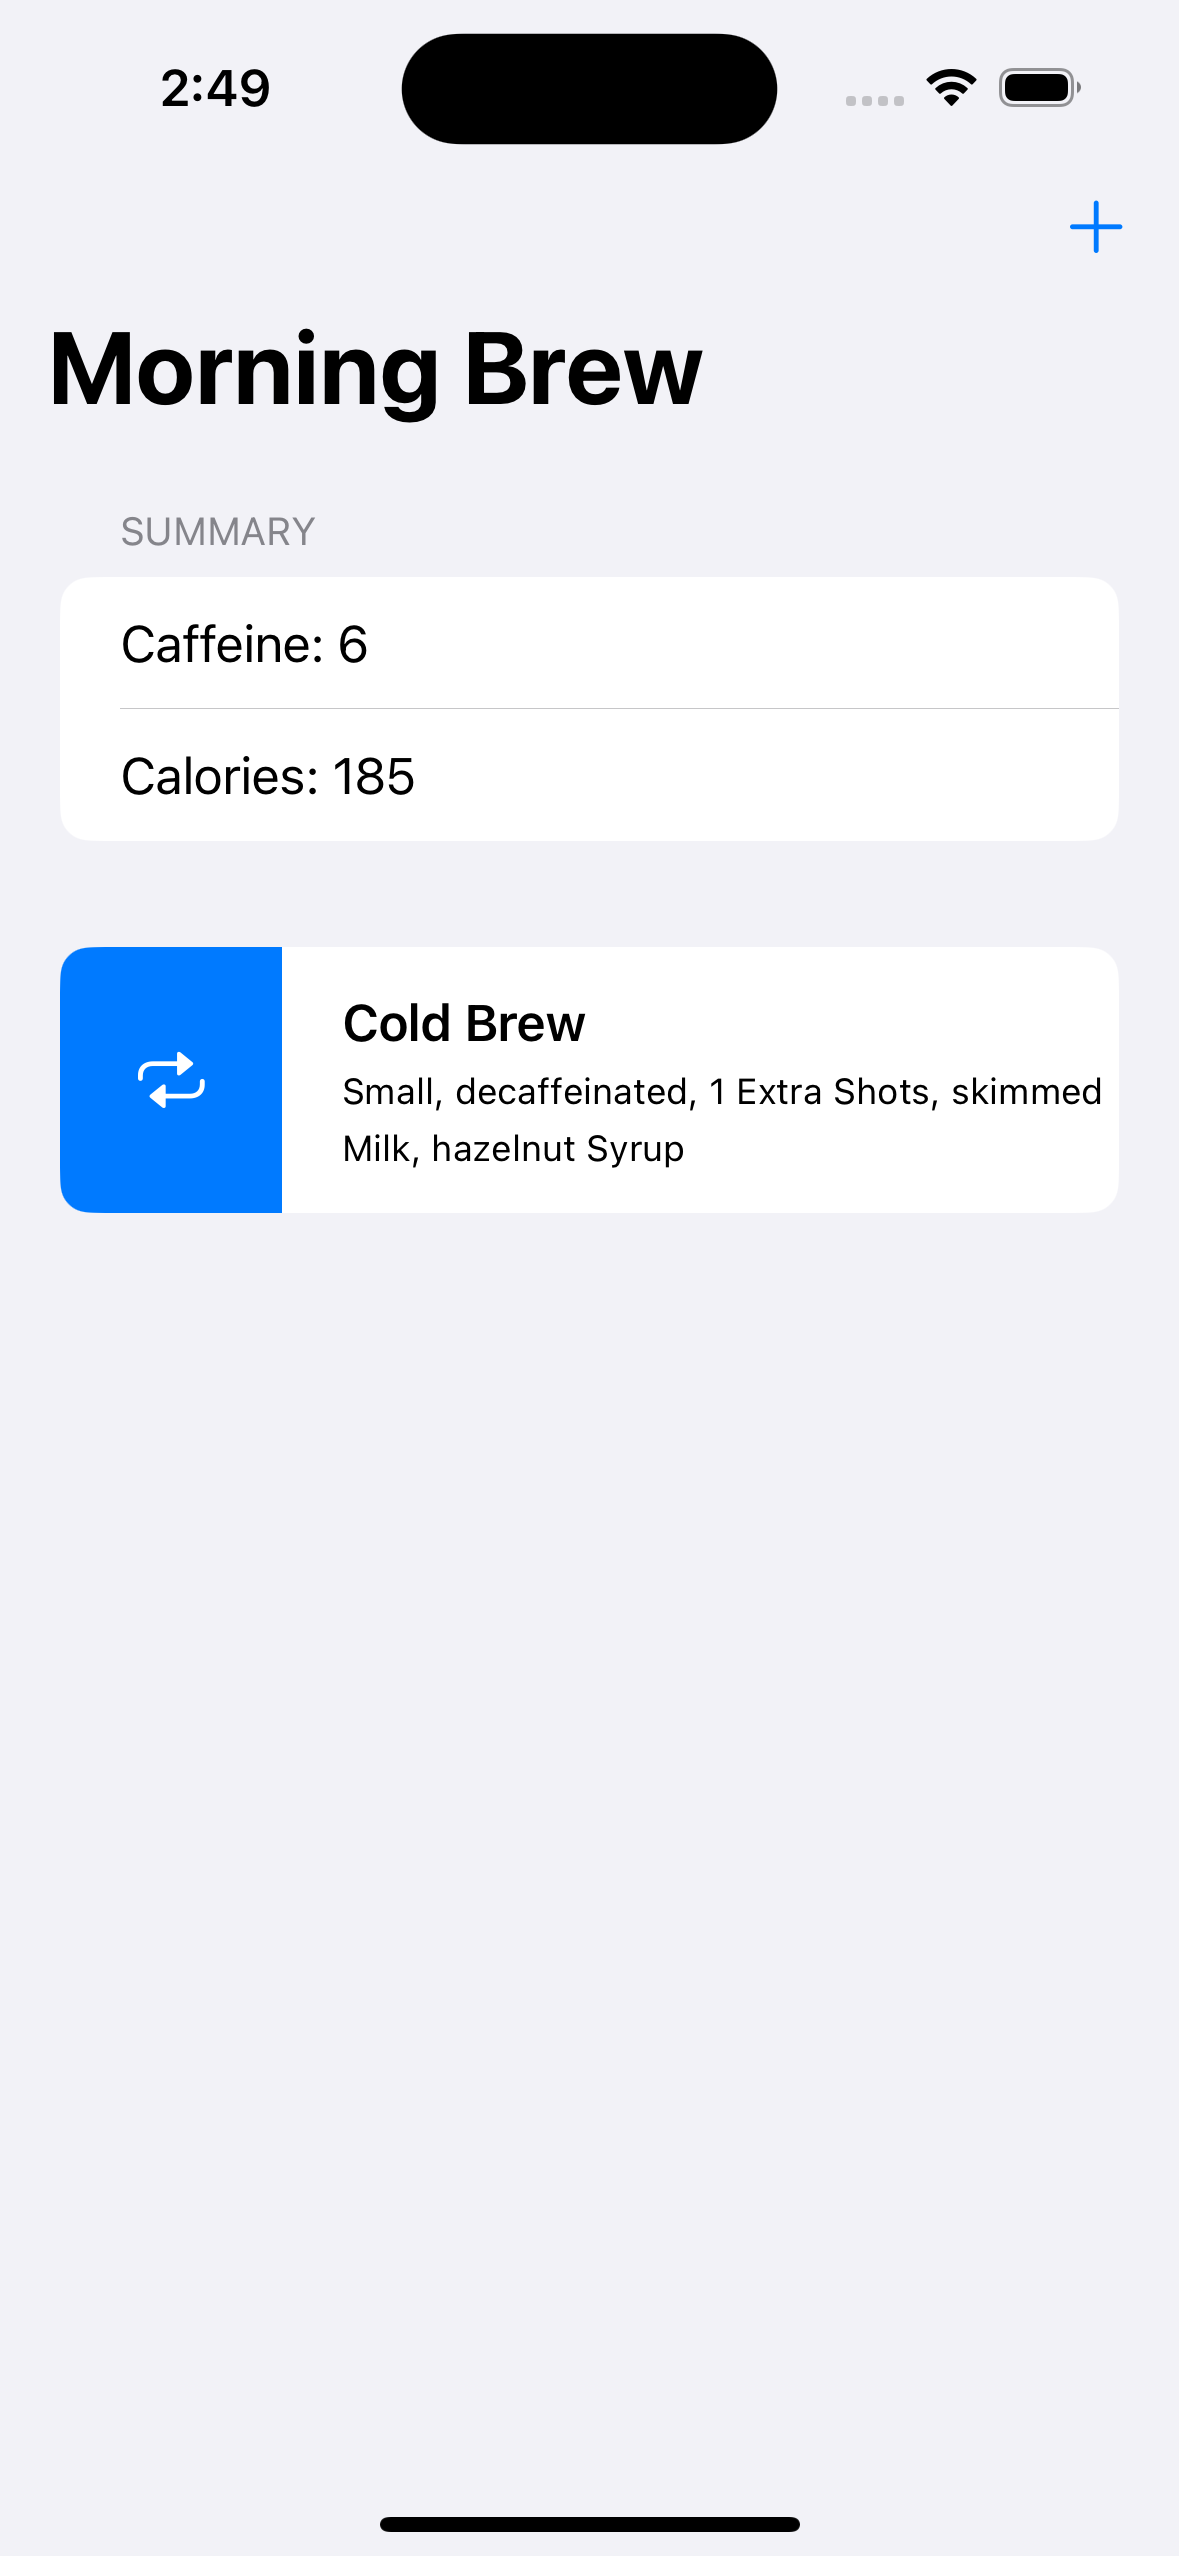 2:49
Morning Brew
SUMMARY
Caffeine: 6
Calories: 185
Cold Brew
Small, decaffeinated, 1 Extra Shots, skimmed
Milk, hazelnut Syrup